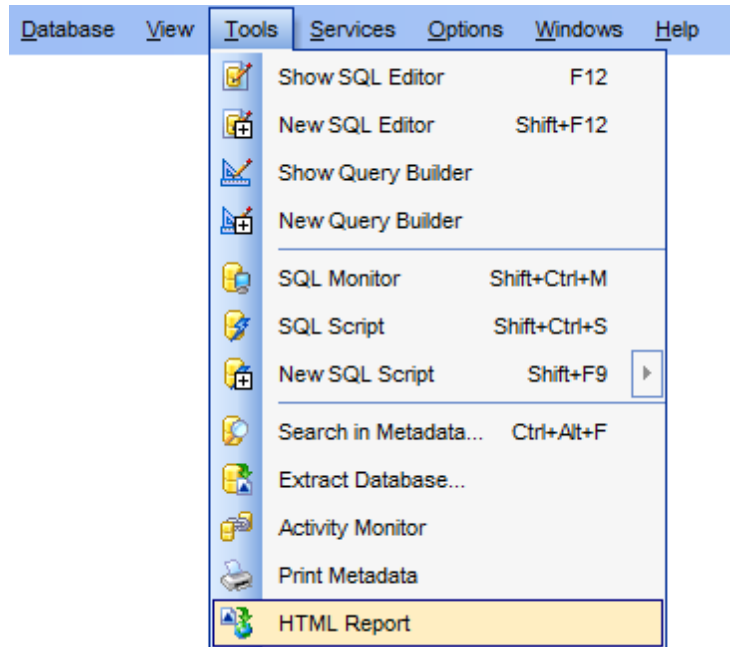 Database View Tools Services Options Windows Help
Show SQL Editor F12
New SQL Editor Shift+F12
Show Query Builder
New Query Builder
SQL Monitor Shift+Ctrl+M
SQL Script Shift+Ctrl+S
New SQL Script Shift+F9
Search in Metadata... Ctrl+Alt+F
Extract Database...
Activity Monitor
Print Metadata
HTML Report